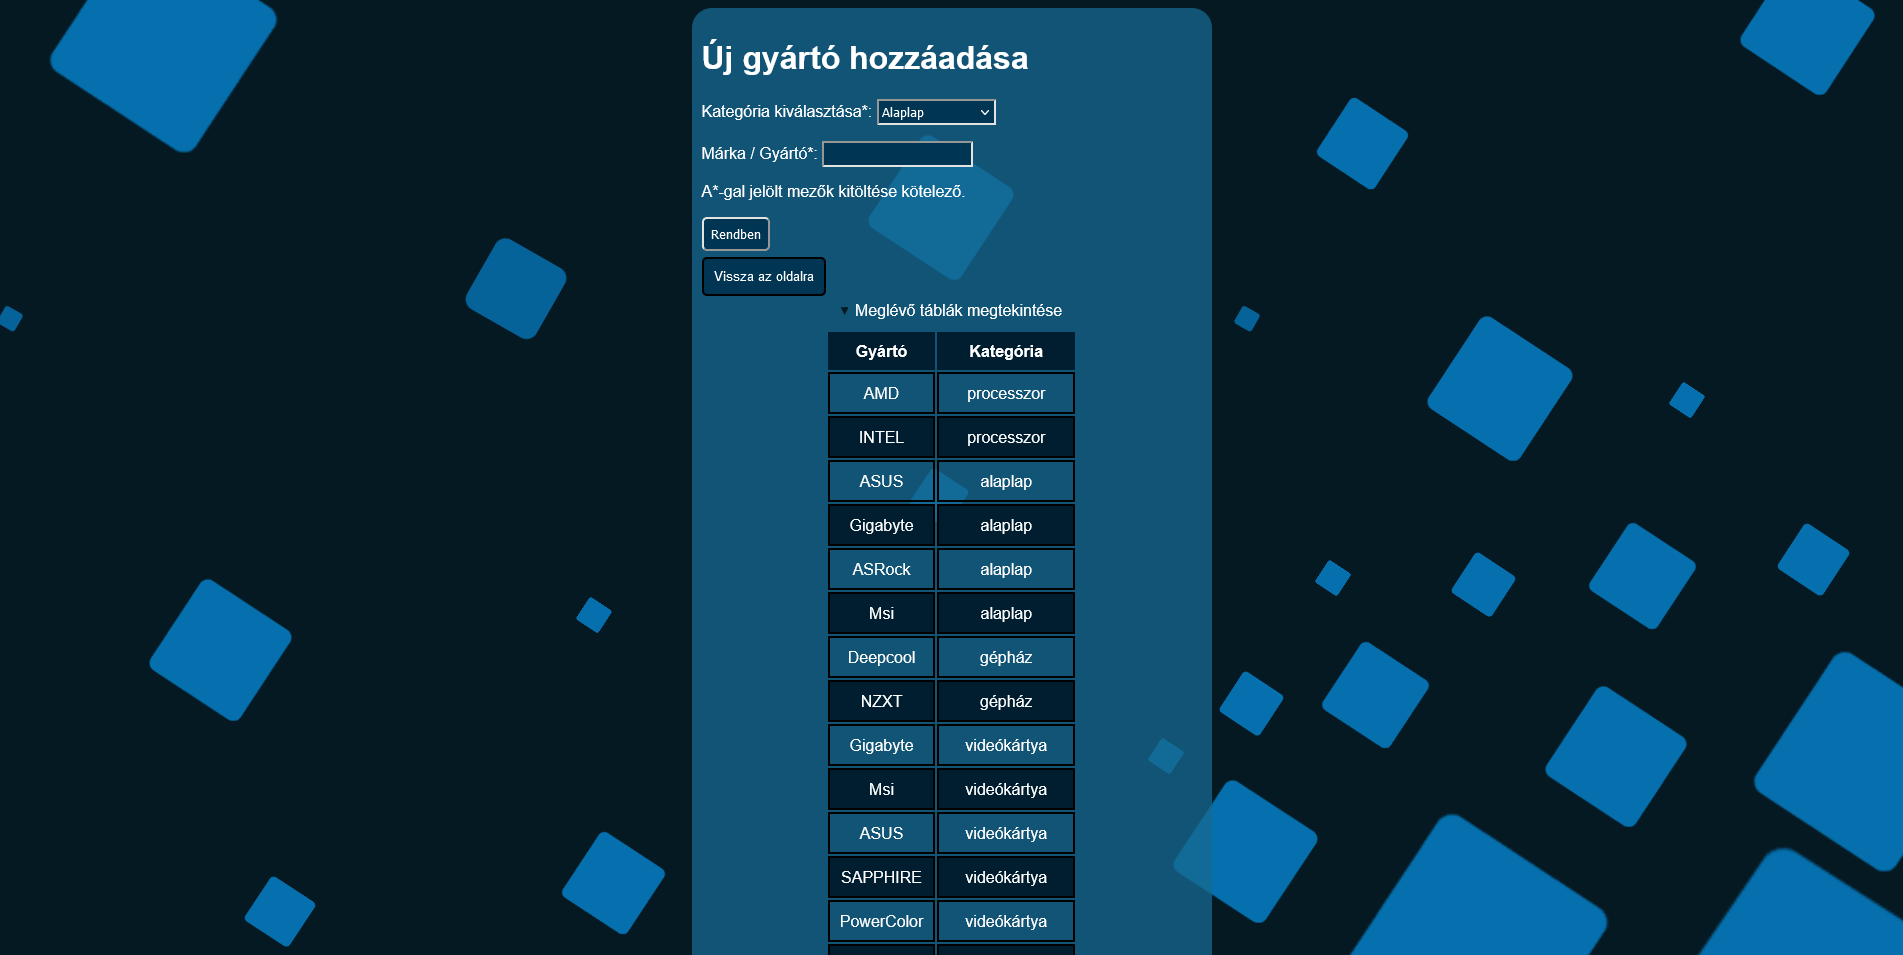 Új gyártó hozzáadása
Kategória kiválasztása*: Alaplap
Márka / Gyártó*:
A*-gal jelölt mezők kitöltése kötelező.
Rendben
Vissza az oldalra
▼ Meglévő táblák megtekintése
Gyártó Kategória
AMD processzor
INTEL processzor
ASUS alaplap
Gigabyte alaplap
ASRock alaplap
Msi alaplap
Deepcool gépház
NZXT gépház
Gigabyte videókártya
Msi videókártya
ASUS videókártya
SAPPHIRE videókártya
PowerColor videókártya